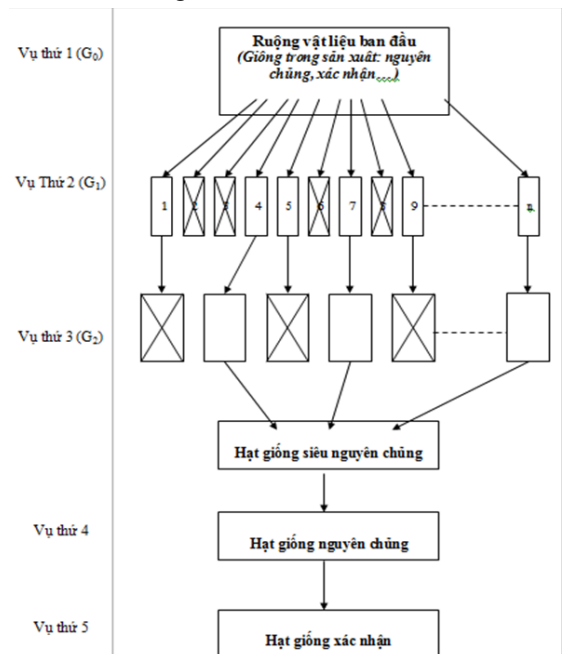 Vụ thứ 1 (G₀)
Ruộng vật liệu ban đầu
(Giông trong sản xuât: nguyên
chủng, xác nhận,...)
Vụ Thứ 2 (G₁)
1
2
3
4
5
6
7
8
9
n
Vụ thứ 3 (G₂)
Hạt giống siêu nguyên chủng
Vụ thứ 4
Hạt giống nguyên chủng
Vụ thứ 5
Hạt giống xác nhận